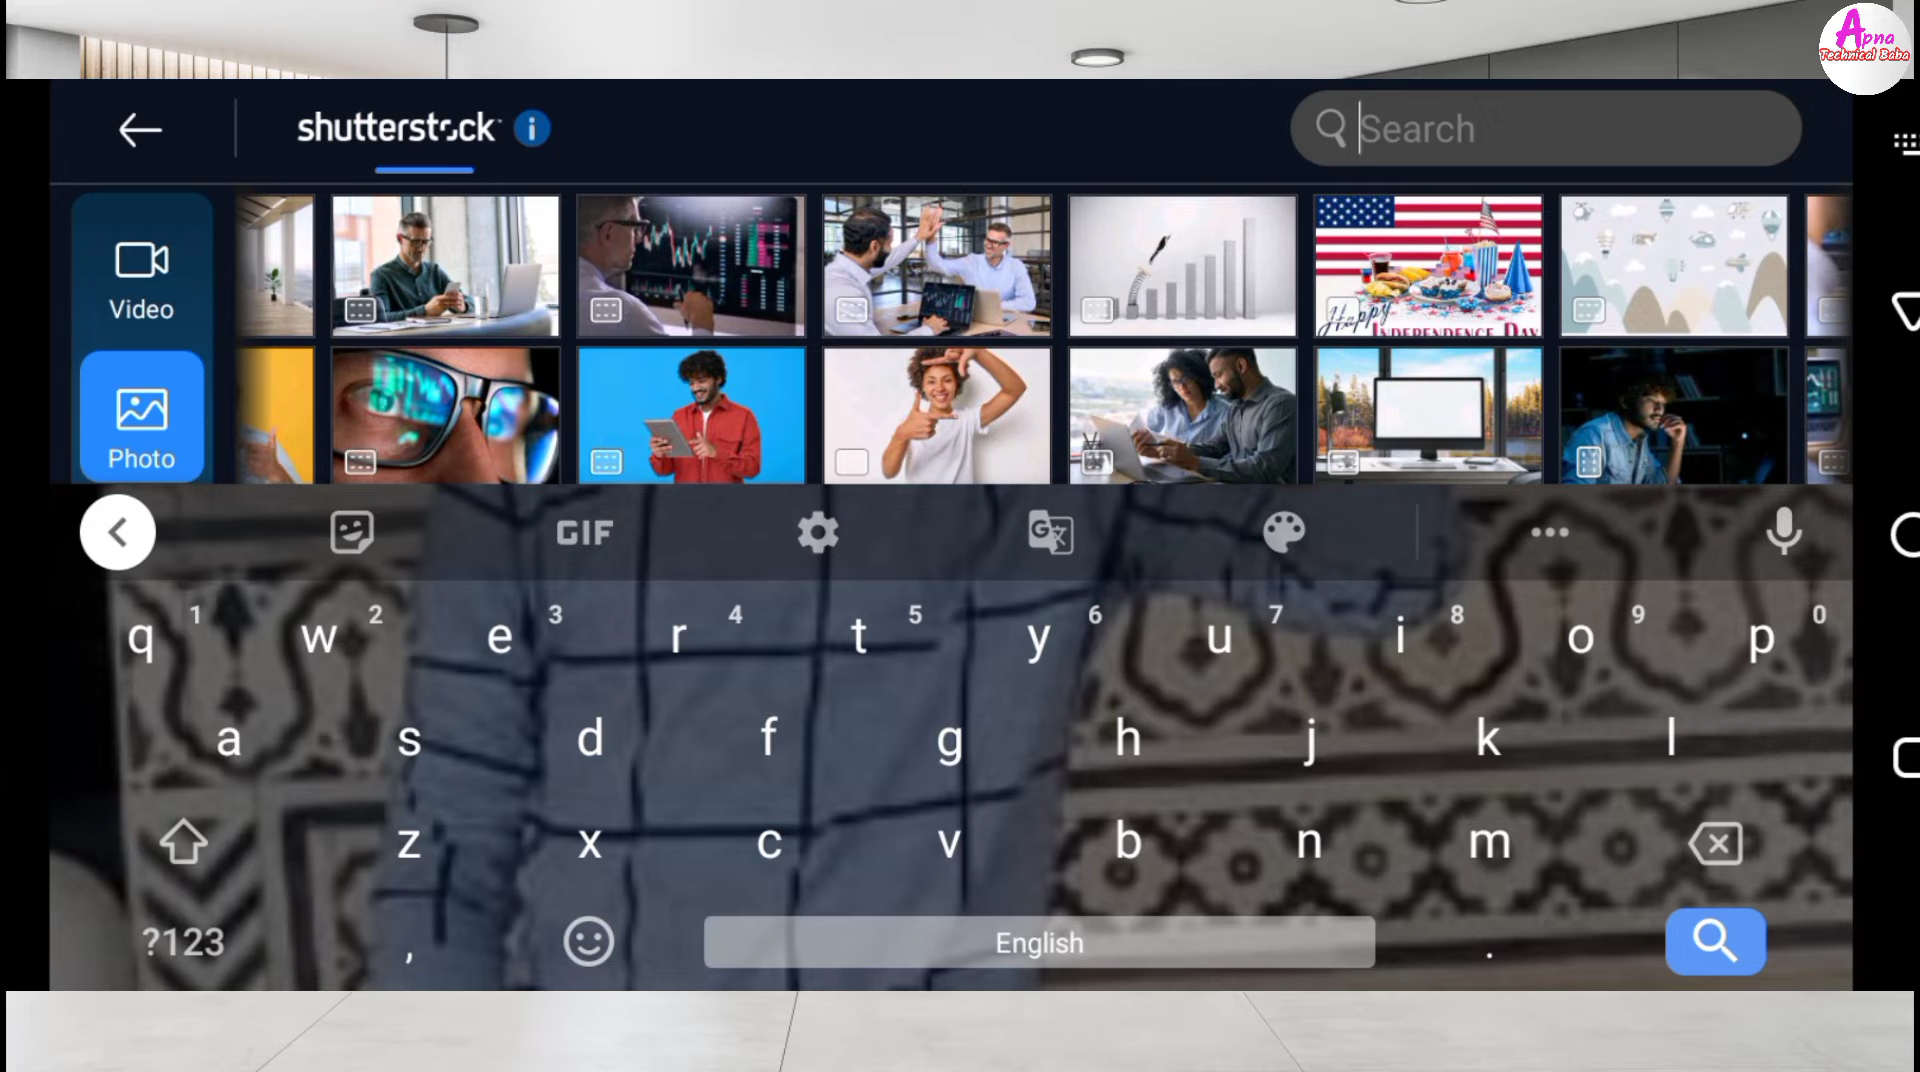 Apna
Technical Baba
shutterstock i
Search
Video
Happy
INDEPENDENCE DAY
Photo
GIF
G
q 1 w 2 e 3 r 4 t 5 y 6 u 7 i 8 o 9 p 0
a s d f g h j k l
z x c v b n m
?123 , English .